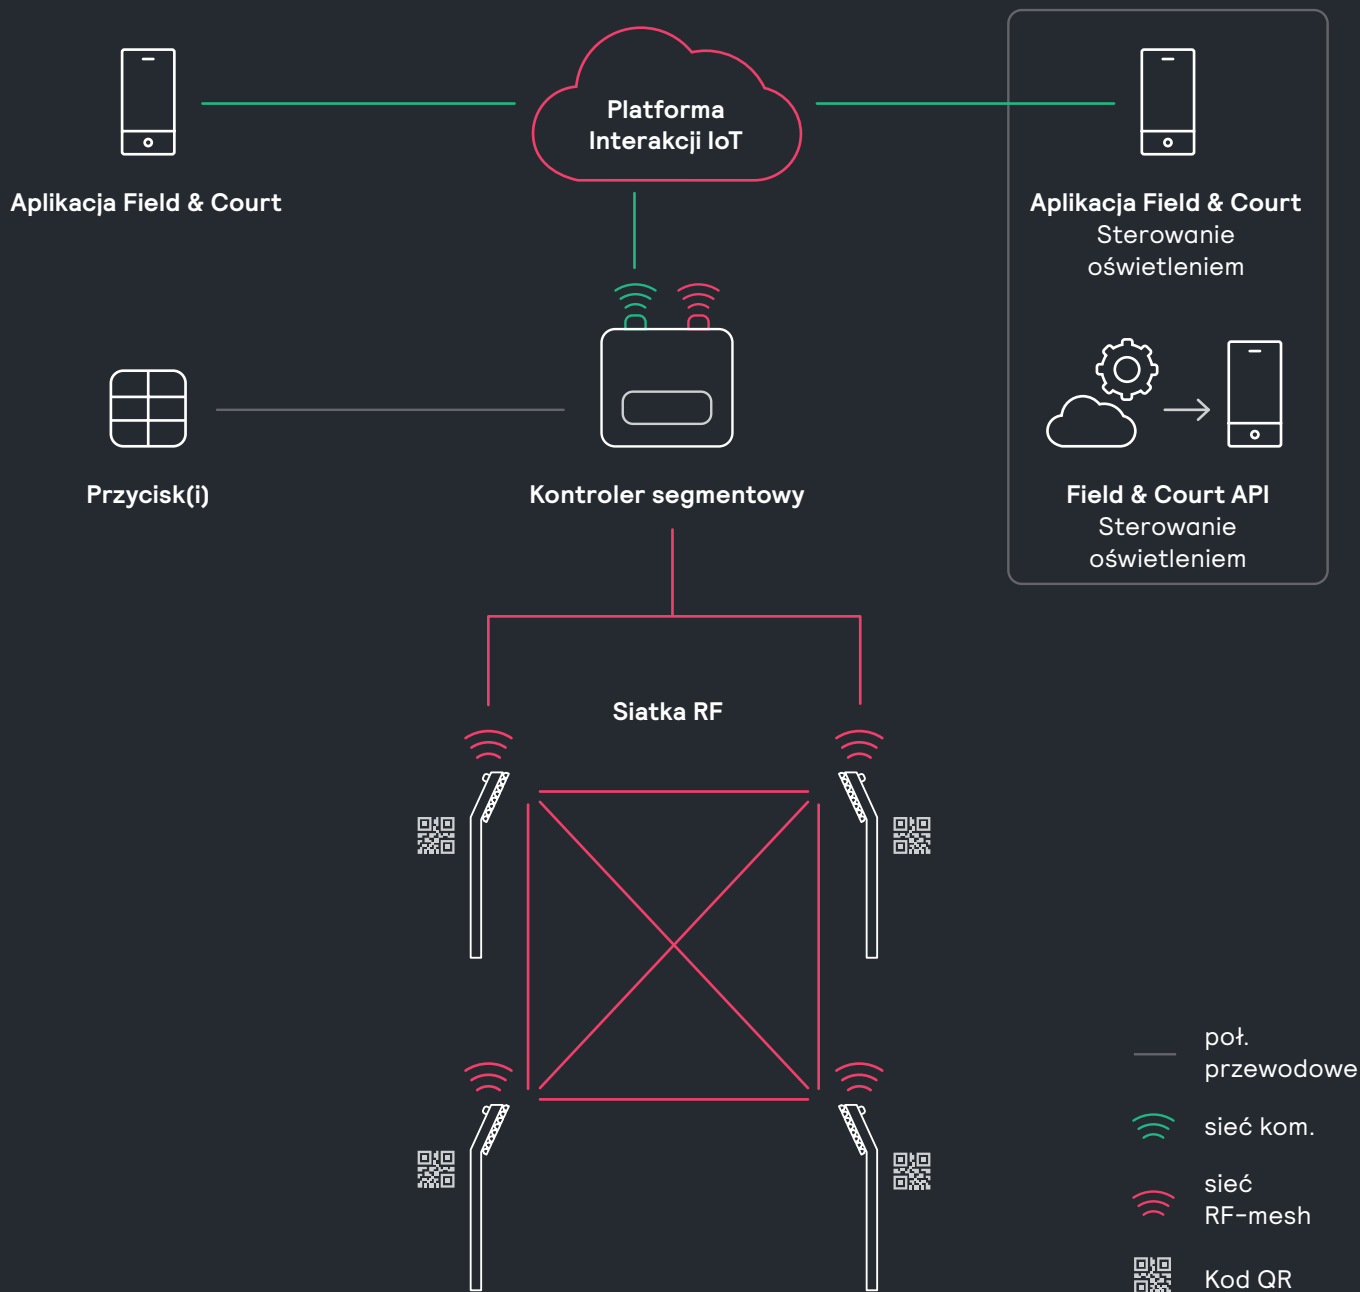 Platforma
Interakcji IoT
Aplikacja Field & Court
Aplikacja Field & Court
Sterowanie
oświetleniem
Przycisk(i)
Kontroler segmentowy
Field & Court API
Sterowanie
oświetleniem
Siatka RF
poł.
przewodowe
sieć kom.
sieć
RF-mesh
Kod QR